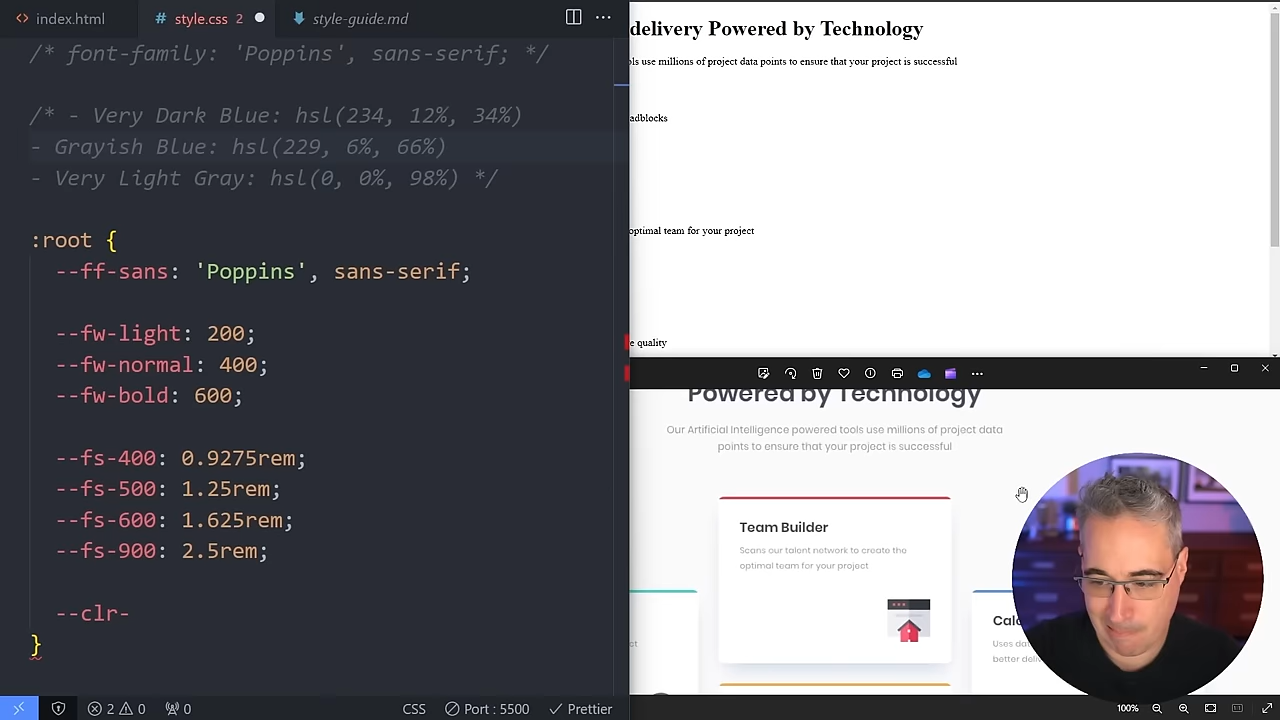 index.html
style.css 2
style-guide.md
/* font-family: 'Poppins', sans-serif; */
/* - Very Dark Blue: hsl(234, 12%, 34%)
- Grayish Blue: hsl(229, 6%, 66%)
- Very Light Gray: hsl(0, 0%, 98%) */
:root {
--ff-sans: 'Poppins', sans-serif;
--fw-light: 200;
--fw-normal: 400;
--fw-bold: 600;
--fs-400: 0.9275rem;
--fs-500: 1.25rem;
--fs-600: 1.625rem;
--fs-900: 2.5rem;
--clr-
}
2 0 0
CSS
Port : 5500
Prettier
delivery Powered by Technology
ols use millions of project data points to ensure that your project is successful
adblocks
optimal team for your project
e quality
Powered by Technology
Our Artificial Intelligence powered tools use millions of project data
points to ensure that your project is successful
Team Builder
Scans our talent network to create the
optimal team for your project
ct
Calc
Uses da
better deliv
100%
1:1